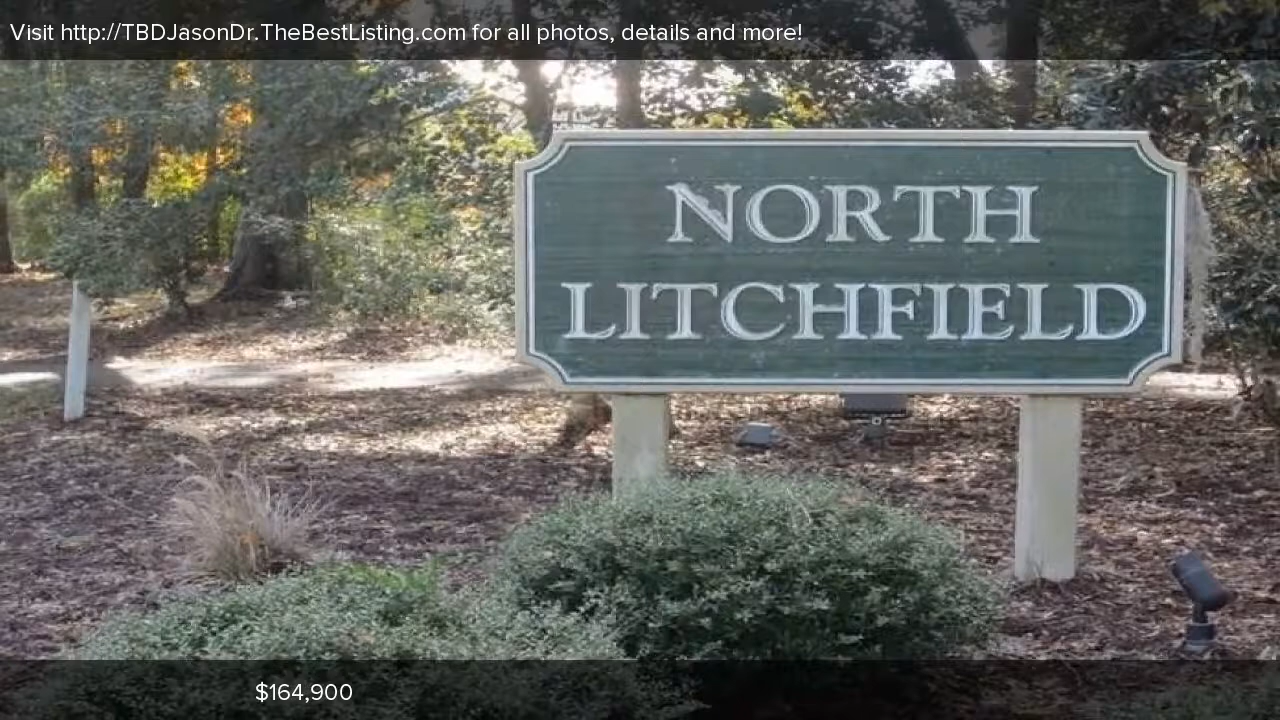 Visit http://TBDJasonDr.TheBestListing.com for all photos, details and more!
NORTH
LITCHFIELD
$164,900